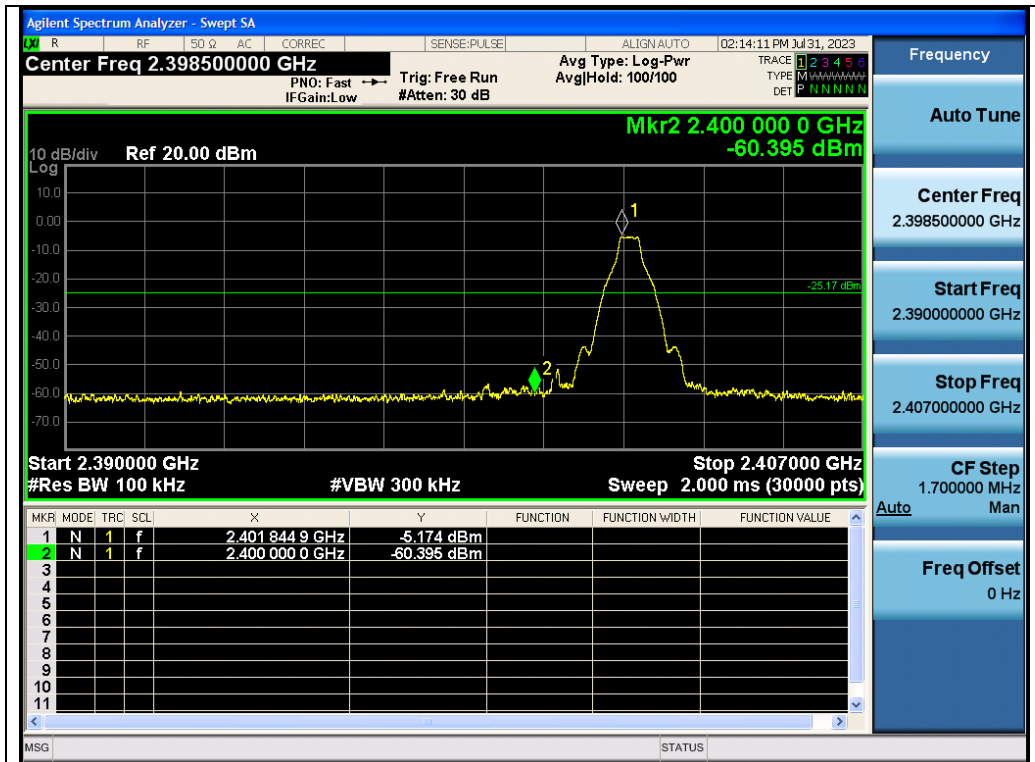 Agilent Spectrum Analyzer - Swept SA
LXI R RF 50 Ω AC CORREC SENSE:PULSE ALIGN AUTO 02:14:11 PM Jul 31, 2023
Center Freq 2.398500000 GHz
PNO: Fast
IFGain:Low
Trig: Free Run
#Atten: 30 dB
Avg Type: Log-Pwr
Avg|Hold: 100/100
TRACE 1 2 3 4 5 6
TYPE M WWWWW
DET P N N N N N
Mkr2 2.400 000 0 GHz
-60.395 dBm
10 dB/div Ref 20.00 dBm
Log
10.0
0.00
-10.0
-20.0
-30.0
-40.0
-50.0
-60.0
-70.0
1
2
-25.17 dBm
Start 2.390000 GHz Stop 2.407000 GHz
#Res BW 100 kHz #VBW 300 kHz Sweep 2.000 ms (30000 pts)
MKR MODE TRC SCL X Y FUNCTION FUNCTION WIDTH FUNCTION VALUE
1 N 1 f 2.401 844 9 GHz -5.174 dBm
2 N 1 f 2.400 000 0 GHz -60.395 dBm
3
4
5
6
7
8
9
10
11
MSG STATUS
Frequency
Auto Tune
Center Freq
2.398500000 GHz
Start Freq
2.390000000 GHz
Stop Freq
2.407000000 GHz
CF Step
1.700000 MHz
Auto Man
Freq Offset
0 Hz